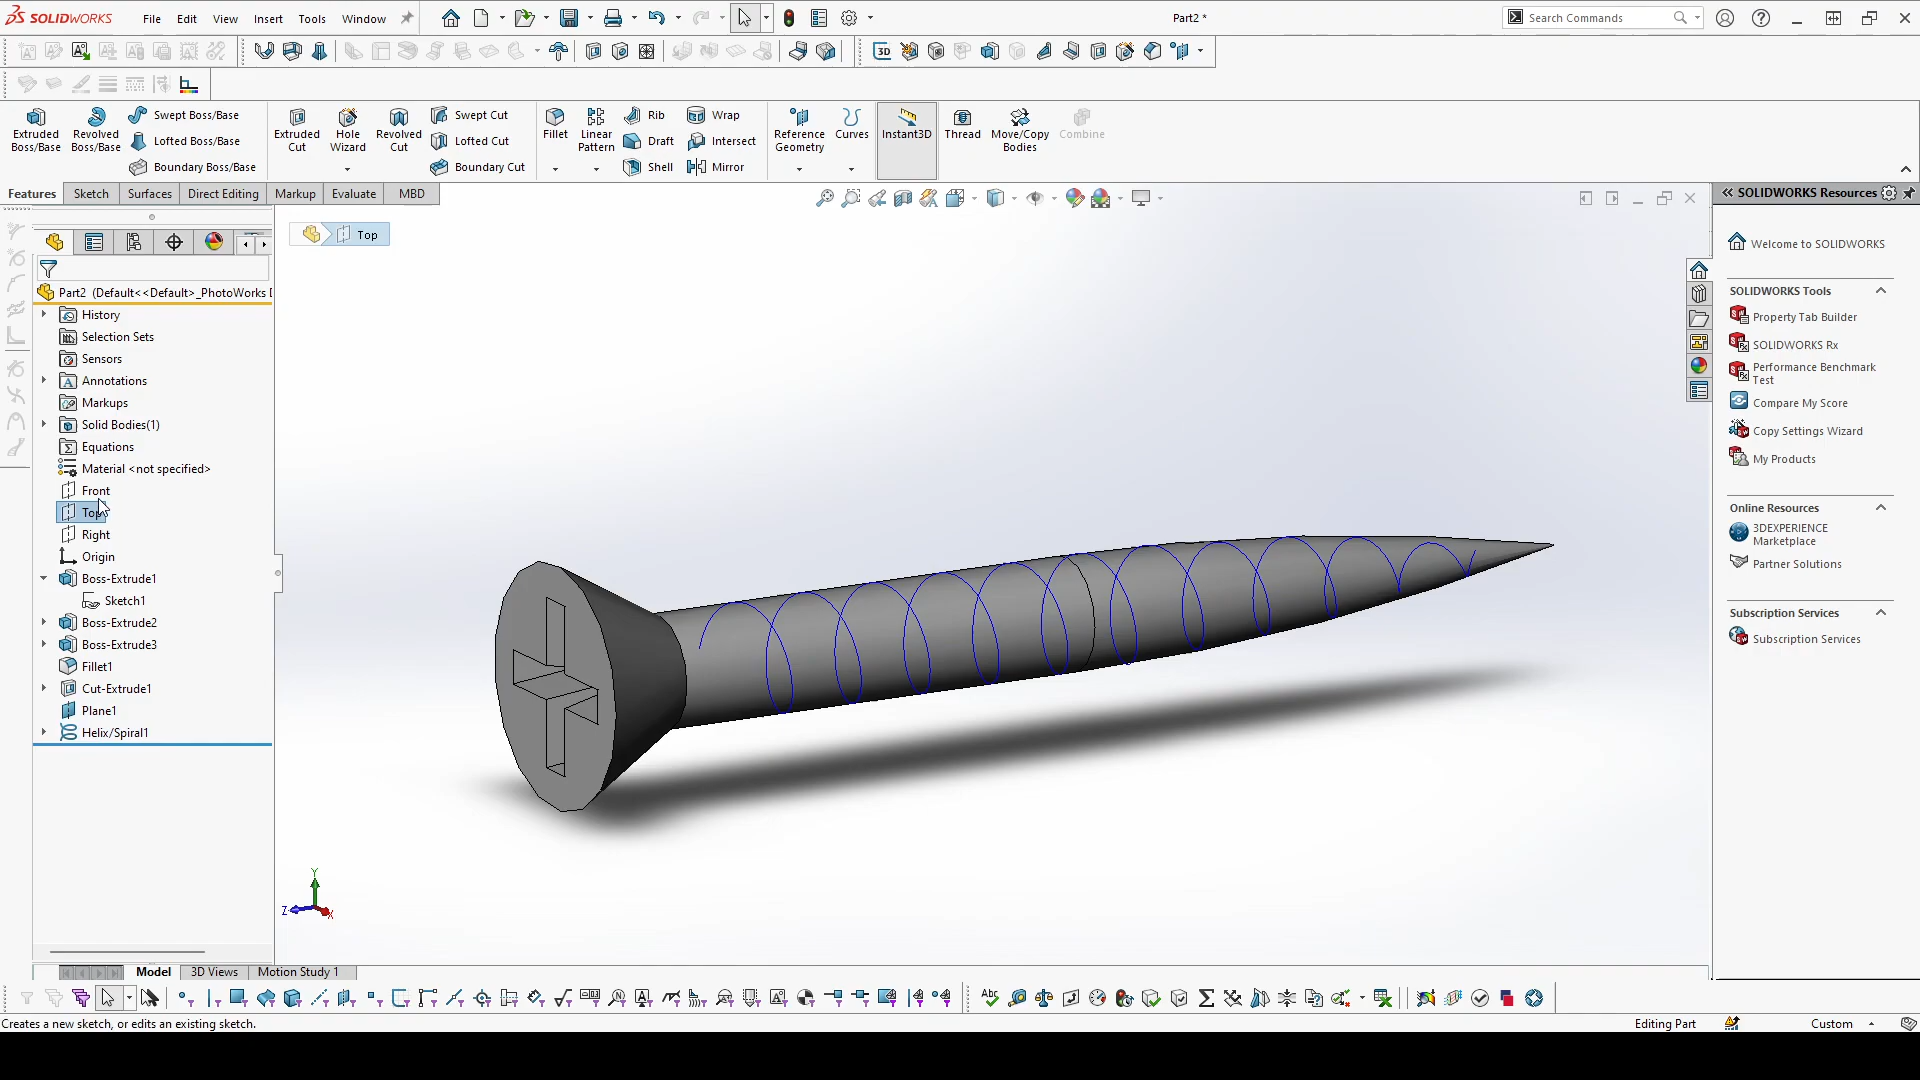 SOLIDWORKS
File Edit View Insert Tools Window
Part2 *
Search Commands
Extruded Boss/Base
Revolved Boss/Base
Swept Boss/Base
Lofted Boss/Base
Boundary Boss/Base
Extruded Cut
Hole Wizard
Revolved Cut
Swept Cut
Lofted Cut
Boundary Cut
Fillet
Linear Pattern
Rib
Draft
Shell
Wrap
Intersect
Mirror
Reference Geometry
Curves
Instant3D
Thread
Move/Copy Bodies
Combine
Features Sketch Surfaces Direct Editing Markup Evaluate MBD
Top
Part2 (Default<<Default>_PhotoWorks D
History
Selection Sets
Sensors
Annotations
Markups
Solid Bodies(1)
Equations
Material <not specified>
Front
Top
Right
Origin
Boss-Extrude1
Sketch1
Boss-Extrude2
Boss-Extrude3
Fillet1
Cut-Extrude1
Plane1
Helix/Spiral1
Y
Z
X
SOLIDWORKS Resources
Welcome to SOLIDWORKS
SOLIDWORKS Tools
Property Tab Builder
SOLIDWORKS Rx
Performance Benchmark
Test
Compare My Score
Copy Settings Wizard
My Products
Online Resources
3DEXPERIENCE
Marketplace
Partner Solutions
Subscription Services
Subscription Services
Model 3D Views Motion Study 1
Creates a new sketch, or edits an existing sketch.
Editing Part
Custom